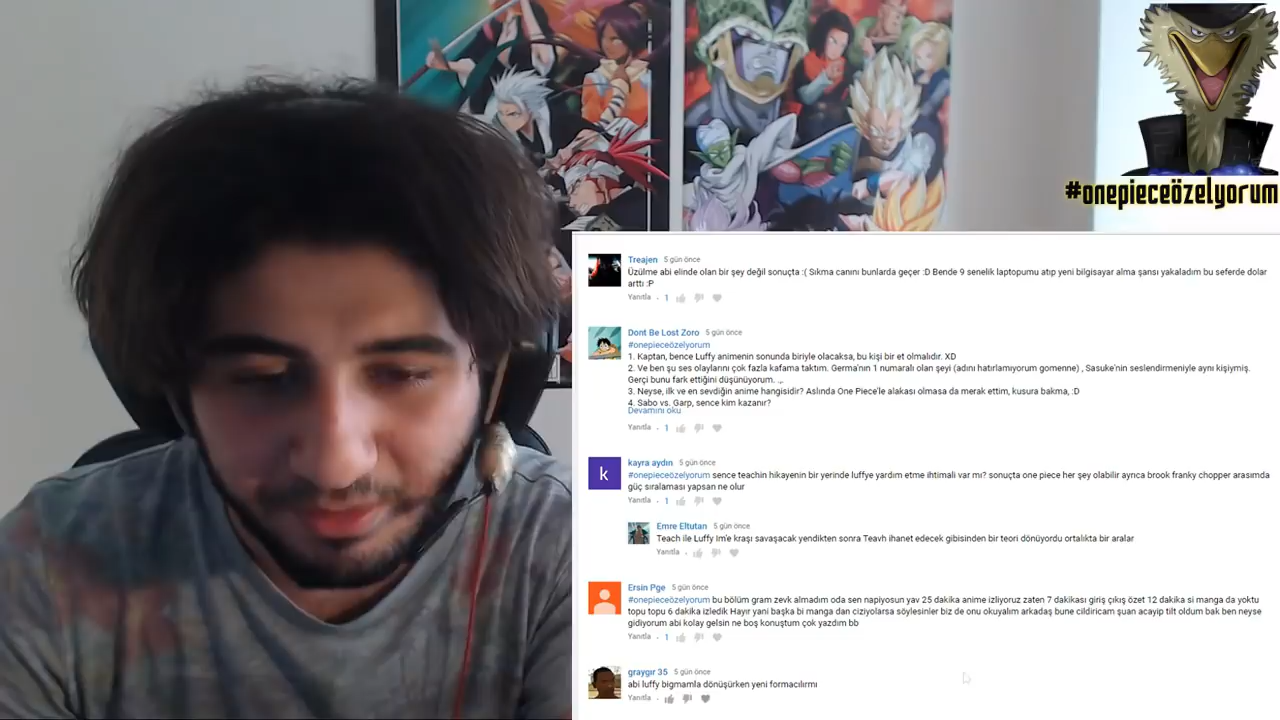 #onepieceözelyorum
Treajen 5 gün önce
Üzülme abi elinde olan bir şey değil sonuçta :( Sıkma canını bunlarda geçer :D Bende 9 senelik laptopumu atıp yeni bilgisayar alma şansı yakaladım bu seferde dolar
arttı :P
Yanıtla 1
Dont Be Lost Zoro 5 gün önce
#onepieceözelyorum
1. Kaptan, bence Luffy animenin sonunda biriyle olacaksa, bu kişi bir et olmalıdır. XD
2. Ve ben şu ses olaylarını çok fazla kafama taktım. Germa'nın 1 numaralı olan şeyi (adını hatırlamıyorum gomenne) , Sasuke'nin seslendirmeniyle aynı kişiymiş.
Gerçi bunu fark ettiğini düşünüyorum. .,.
3. Neyse, ilk ve en sevdiğin anime hangisidir? Aslında One Piece'le alakası olmasa da merak ettim, kusura bakma, :D
4. Sabo vs. Garp, sence kim kazanır?
Devamını oku
Yanıtla 1
k
kayra aydın 5 gün önce
#onepieceözelyorum sence teachin hikayenin bir yerinde luffye yardım etme ihtimali var mı? sonuçta one piece her şey olabilir ayrıca brook franky chopper arasımda
güç sıralaması yapsan ne olur
Yanıtla 1
Emre Eltutan 5 gün önce
Teach ile Luffy Im'e kraşı savaşacak yendikten sonra Teavh ihanet edecek gibisinden bir teori dönüyordu ortalıkta bir aralar
Yanıtla
Ersin Pge 5 gün önce
#onepieceözelyorum bu bölüm gram zevk almadım oda sen napiyosun yav 25 dakika anime izliyoruz zaten 7 dakikası giriş çıkış özet 12 dakika si manga da yoktu
topu topu 6 dakika izledik Hayır yani başka bi manga dan ciziyolarsa söylesinler biz de onu okuyalım arkadaş bune cildiricam şuan acayip tilt oldum bak ben neyse
gidiyorum abi kolay gelsin ne boş konuştum çok yazdım bb
Yanıtla 1
graygır 35 5 gün önce
abi luffy bigmamla dönüşürken yeni formacılırmı
Yanıtla